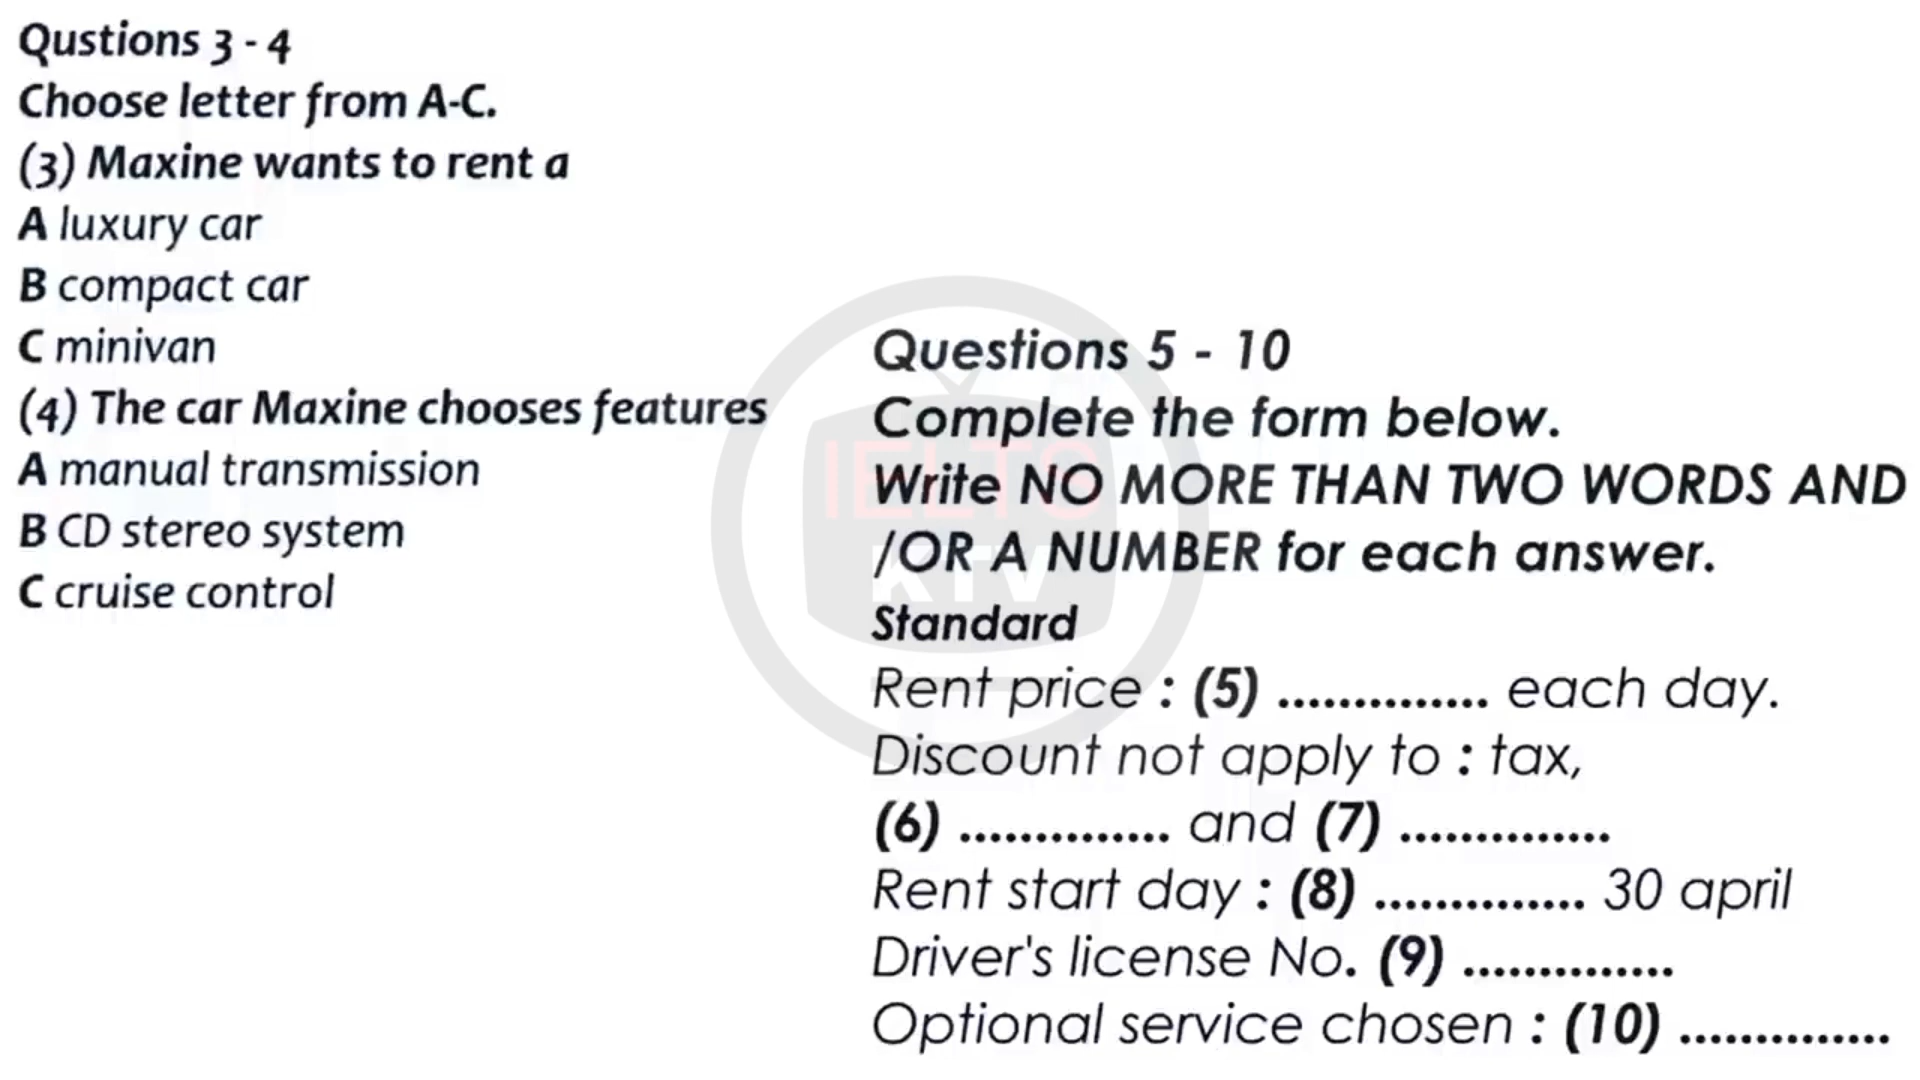 Qustions 3 - 4
Choose letter from A-C.
(3) Maxine wants to rent a
A luxury car
B compact car
C minivan
(4) The car Maxine chooses features
A manual transmission
B CD stereo system
C cruise control
Questions 5 - 10
Complete the form below.
Write NO MORE THAN TWO WORDS AND
/OR A NUMBER for each answer.
Standard
Rent price : (5) .............. each day.
Discount not apply to : tax,
(6) .............. and (7) ..............
Rent start day : (8) .............. 30 april
Driver's license No. (9) ..............
Optional service chosen : (10) ..............
IELTS
KTV